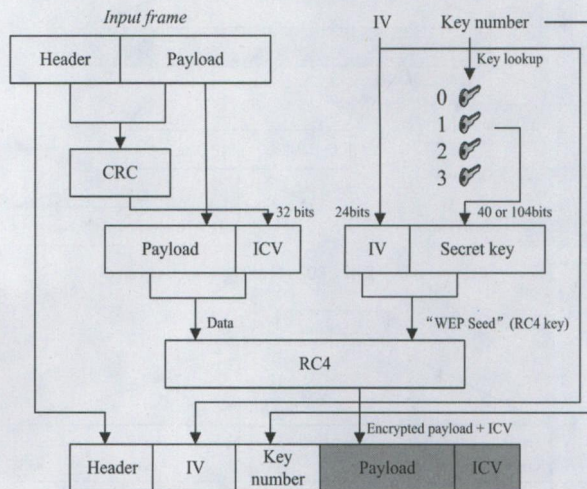 Input frame
IV Key number
Header Payload
Key lookup
0
1
2
3
CRC
32 bits 24bits 40 or 104bits
Payload ICV IV Secret key
Data “WEP Seed” (RC4 key)
RC4
Encrypted payload + ICV
Header IV Key number Payload ICV